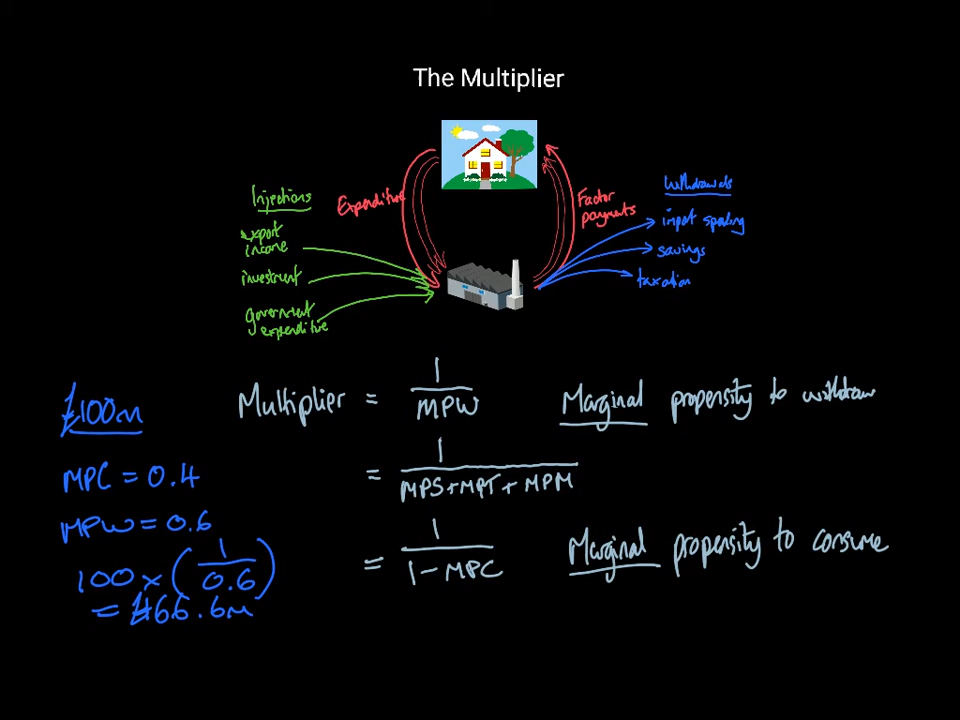 The Multiplier
Injections
export
income
investment
government
expenditure
Expenditure
Factor
payments
Withdrawals
import spending
savings
taxation
£100m
MPC = 0.4
MPW = 0.6
100 × (1/0.6)
= £166.6m
Multiplier = 1/MPW
Marginal propensity to withdraw
= 1/MPS+MPT+MPM
= 1/1-MPC
Marginal propensity to consume